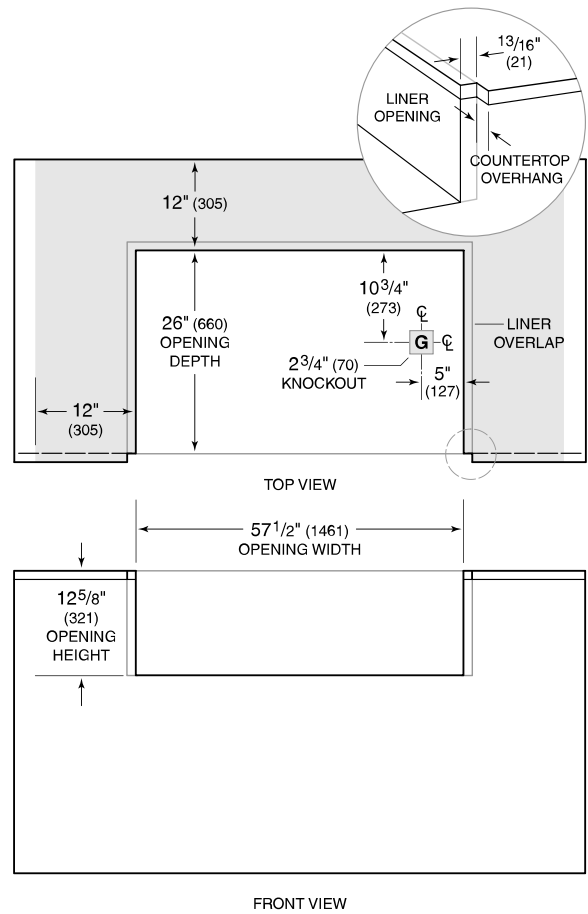 13/16"
(21)
LINER
OPENING
COUNTERTOP
OVERHANG
12" (305)
10 3/4"
(273)
26" (660)
OPENING
DEPTH
℄
G ℄
LINER
OVERLAP
2 3/4" (70)
KNOCKOUT
5"
(127)
12"
(305)
TOP VIEW
57 1/2" (1461)
OPENING WIDTH
12 5/8"
(321)
OPENING
HEIGHT
FRONT VIEW